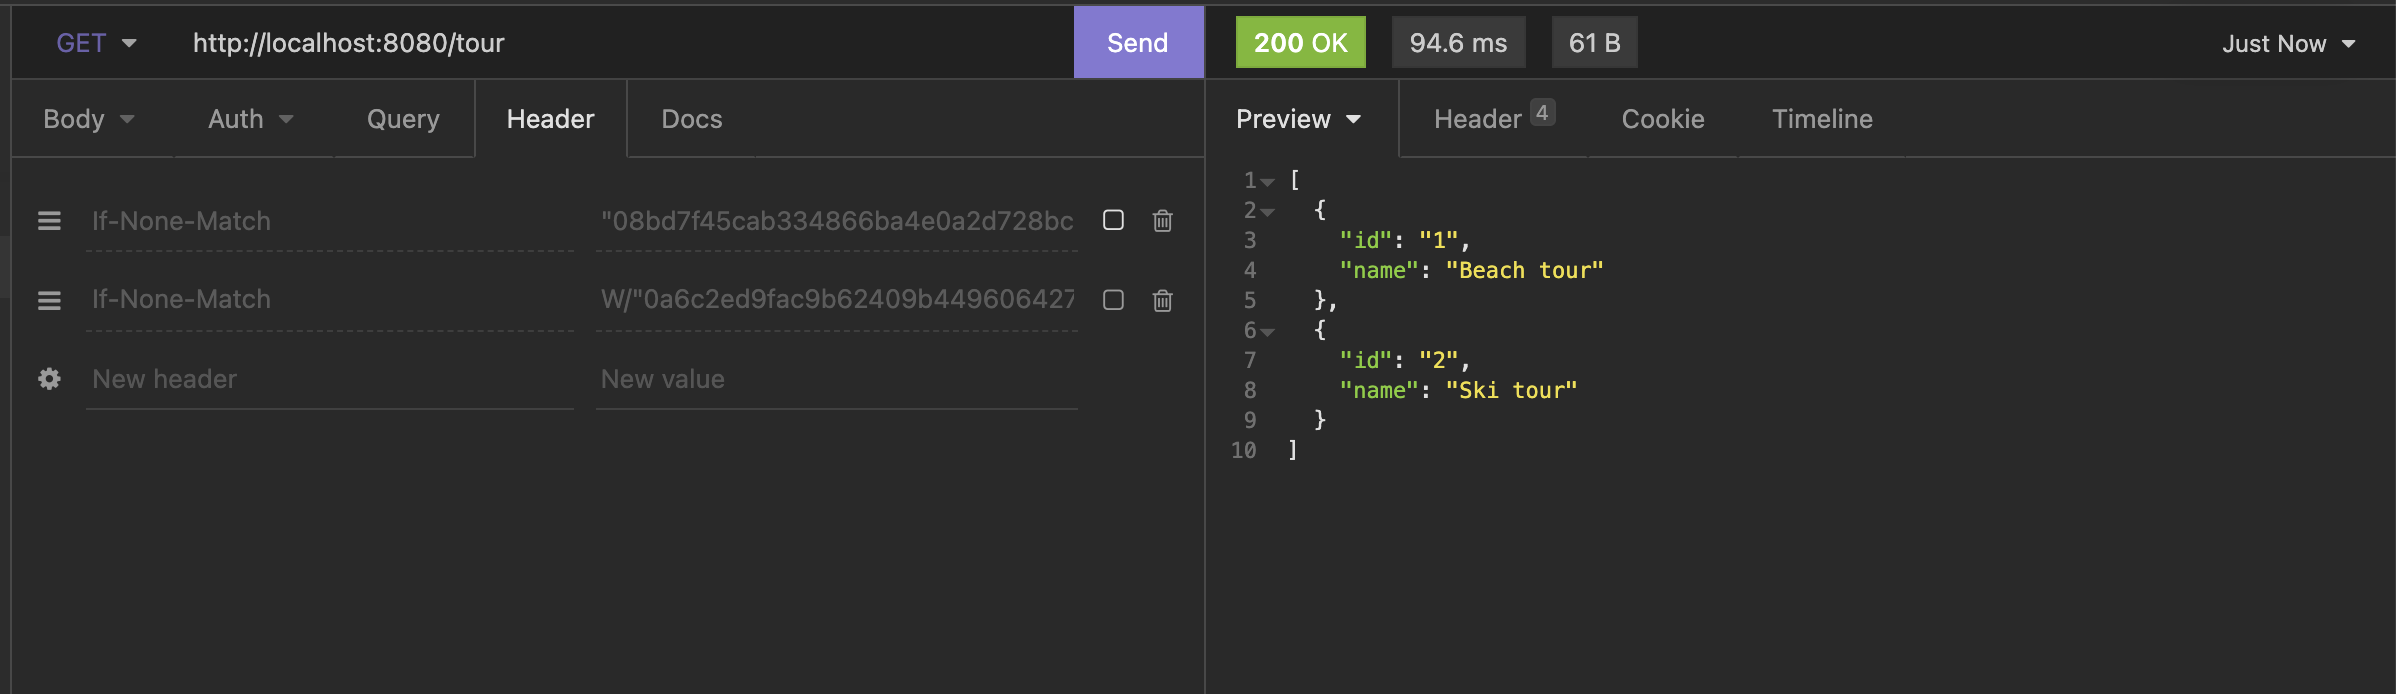 GET http://localhost:8080/tour Send 200 OK 94.6 ms 61 B Just Now
Body Auth Query Header Docs
If-None-Match "08bd7f45cab334866ba4e0a2d728bc
If-None-Match W/"0a6c2ed9fac9b62409b449606427
New header New value
Preview Header 4 Cookie Timeline
1 [
2 {
3 "id": "1",
4 "name": "Beach tour"
5 },
6 {
7 "id": "2",
8 "name": "Ski tour"
9 }
10 ]